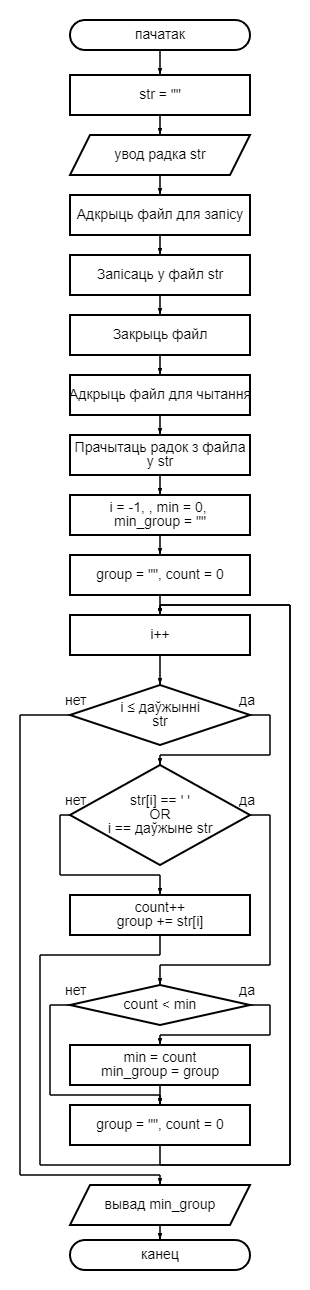 пачатак
str = ""
увод радка str
Адкрыць файл для запісу
Запісаць у файл str
Закрыць файл
Адкрыць файл для чытання
Прачытаць радок з файла
у str
i = -1, , min = 0,
min_group = ""
group = "", count = 0
i++
i ≤ даўжынні
str
нет
да
str[i] == ' '
OR
i == даўжыне str
нет
да
count++
group += str[i]
нет
да
count < min
min = count
min_group = group
group = "", count = 0
вывад min_group
канец